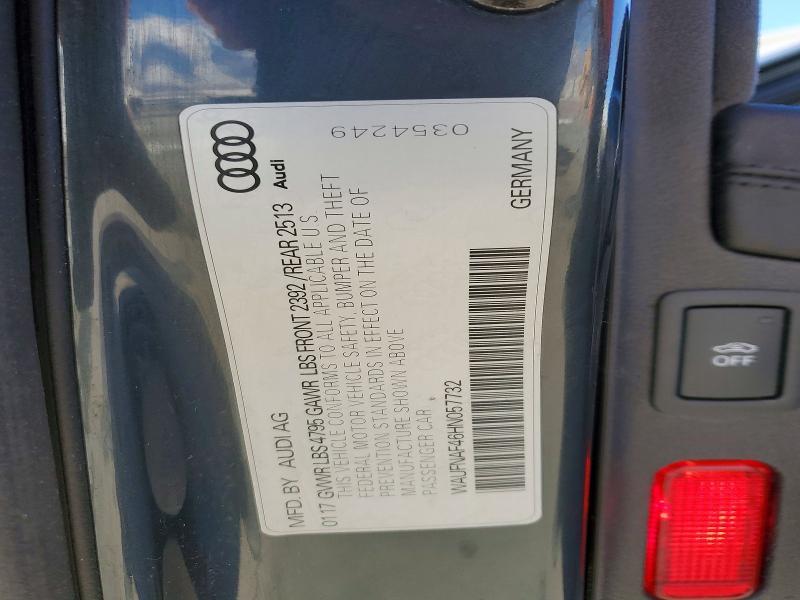 MFD. BY AUDI AG
0117 GVWR LBS 4795 GAWR LBS FRONT 2392 / REAR 2513
THIS VEHICLE CONFORMS TO ALL APPLICABLE U S
FEDERAL MOTOR VEHICLE SAFETY, BUMPER AND THEFT
PREVENTION STANDARDS IN EFFECT ON THE DATE OF
MANUFACTURE SHOWN ABOVE
PASSENGER CAR
WAUFNAF46HN057732
Audi
0354249
GERMANY
OFF